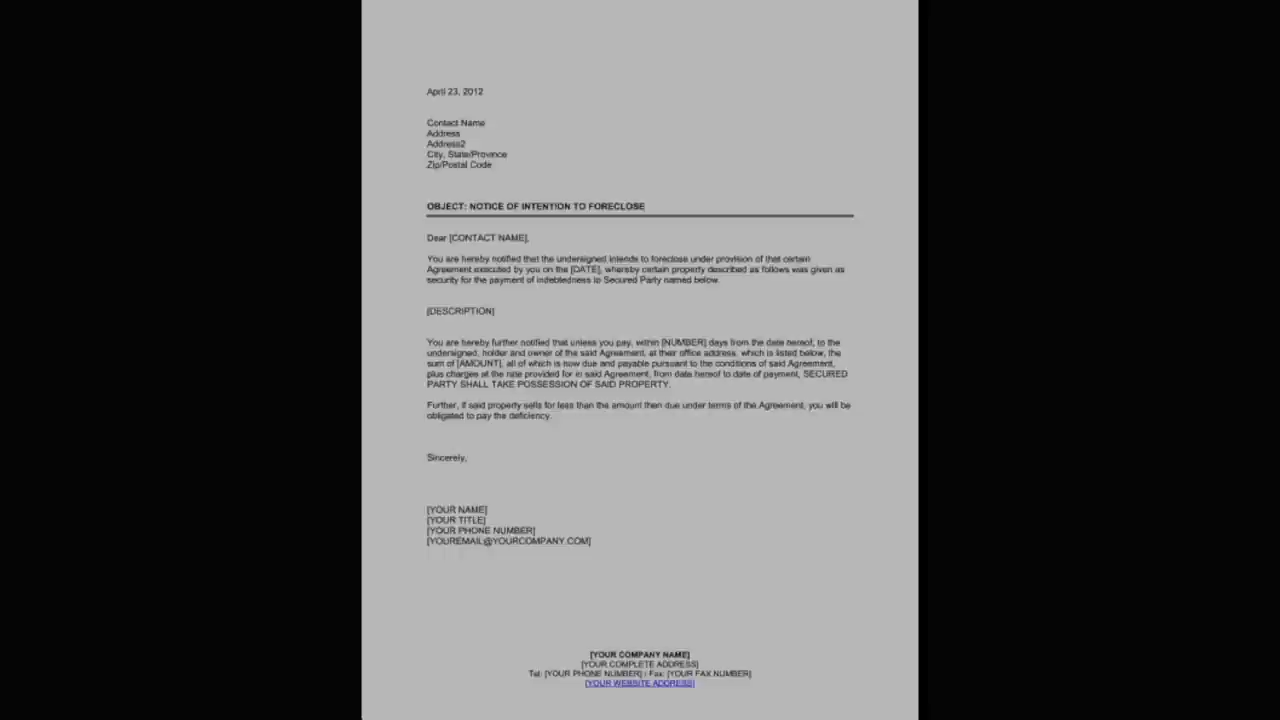 April 23, 2012
Contact Name
Address
Address2
City, State/Province
Zip/Postal Code
OBJECT: NOTICE OF INTENTION TO FORECLOSE
Dear [CONTACT NAME],
You are hereby notified that the undersigned intends to foreclose under provision of that certain
Agreement executed by you on the [DATE], whereby certain property described as follows was given as
security for the payment of indebtedness to Secured Party named below.
[DESCRIPTION]
You are hereby further notified that unless you pay, within [NUMBER] days from the date hereof, to the
undersigned, holder and owner of the said Agreement, at their office address, which is listed below, the
sum of [AMOUNT], all of which is now due and payable pursuant to the conditions of said Agreement,
plus charges at the rate provided for in said Agreement, from date hereof to date of payment, SECURED
PARTY SHALL TAKE POSSESSION OF SAID PROPERTY.
Further, if said property sells for less than the amount then due under terms of the Agreement, you will be
obligated to pay the deficiency.
Sincerely,
[YOUR NAME]
[YOUR TITLE]
[YOUR PHONE NUMBER]
[YOUREMAIL@YOURCOMPANY.COM]
[YOUR COMPANY NAME]
[YOUR COMPLETE ADDRESS]
Tel: [YOUR PHONE NUMBER] / Fax: [YOUR FAX NUMBER]
[YOUR WEBSITE ADDRESS]